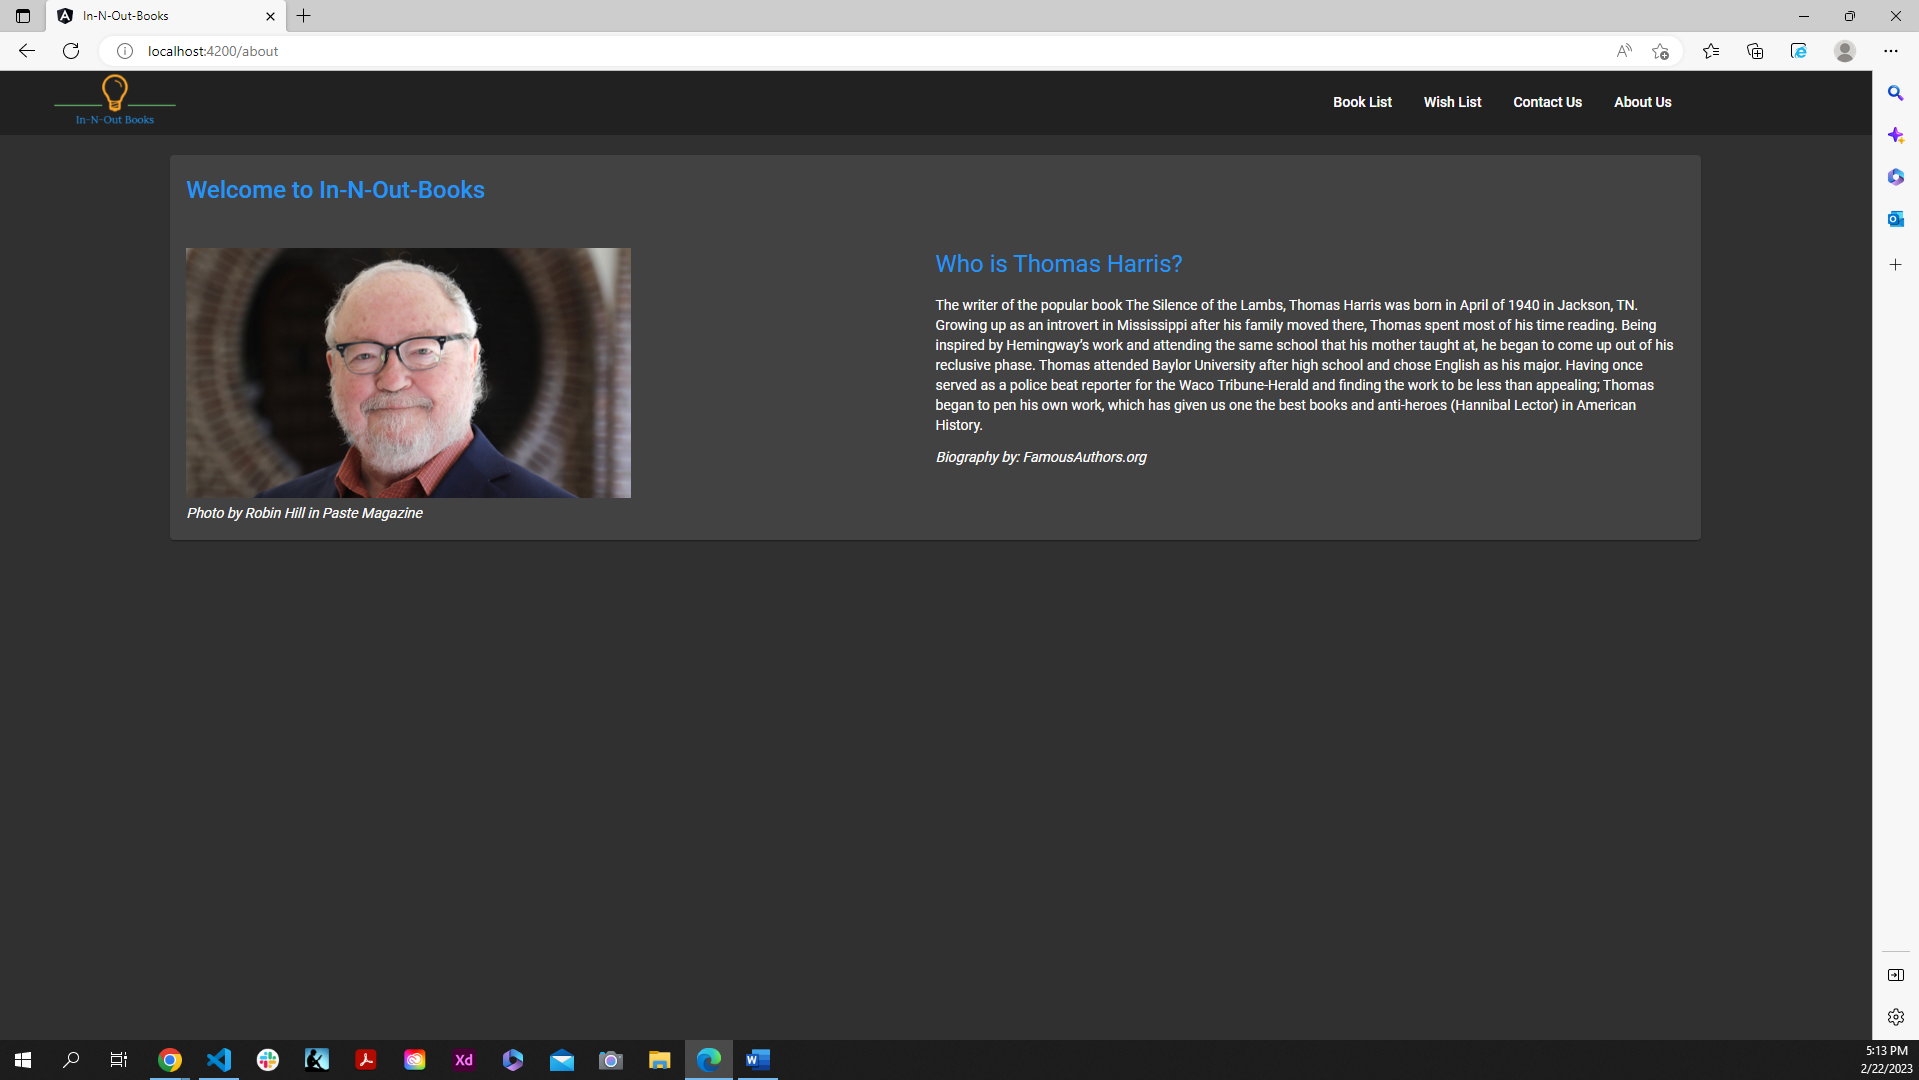 In-N-Out-Books
localhost:4200/about
In-N-Out Books
Book List
Wish List
Contact Us
About Us
Welcome to In-N-Out-Books
Photo by Robin Hill in Paste Magazine
Who is Thomas Harris?
The writer of the popular book The Silence of the Lambs, Thomas Harris was born in April of 1940 in Jackson, TN.
Growing up as an introvert in Mississippi after his family moved there, Thomas spent most of his time reading. Being
inspired by Hemingway’s work and attending the same school that his mother taught at, he began to come up out of his
reclusive phase. Thomas attended Baylor University after high school and chose English as his major. Having once
served as a police beat reporter for the Waco Tribune-Herald and finding the work to be less than appealing; Thomas
began to pen his own work, which has given us one the best books and anti-heroes (Hannibal Lector) in American
History.
Biography by: FamousAuthors.org
Xd
5:13 PM
2/22/2023